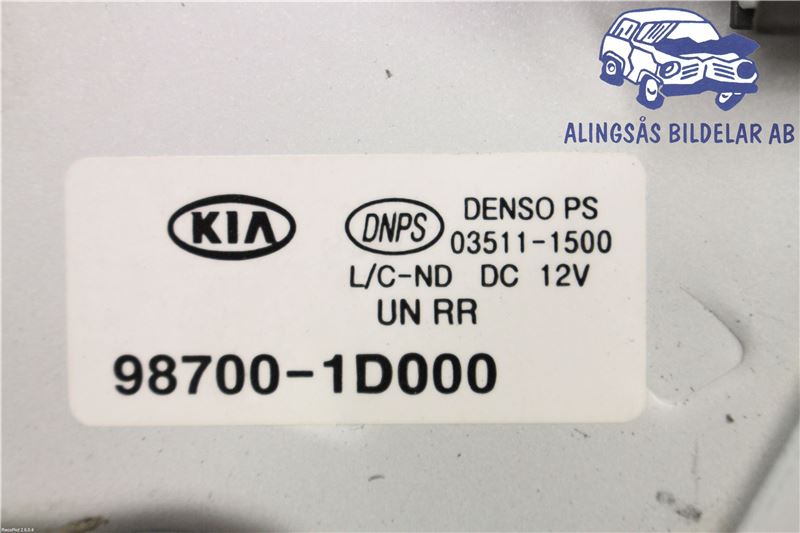 ALINGSÅS BILDELAR AB
KIA
DNPS
DENSO PS
03511-1500
L/C-ND DC 12V
UN RR
98700-1D000